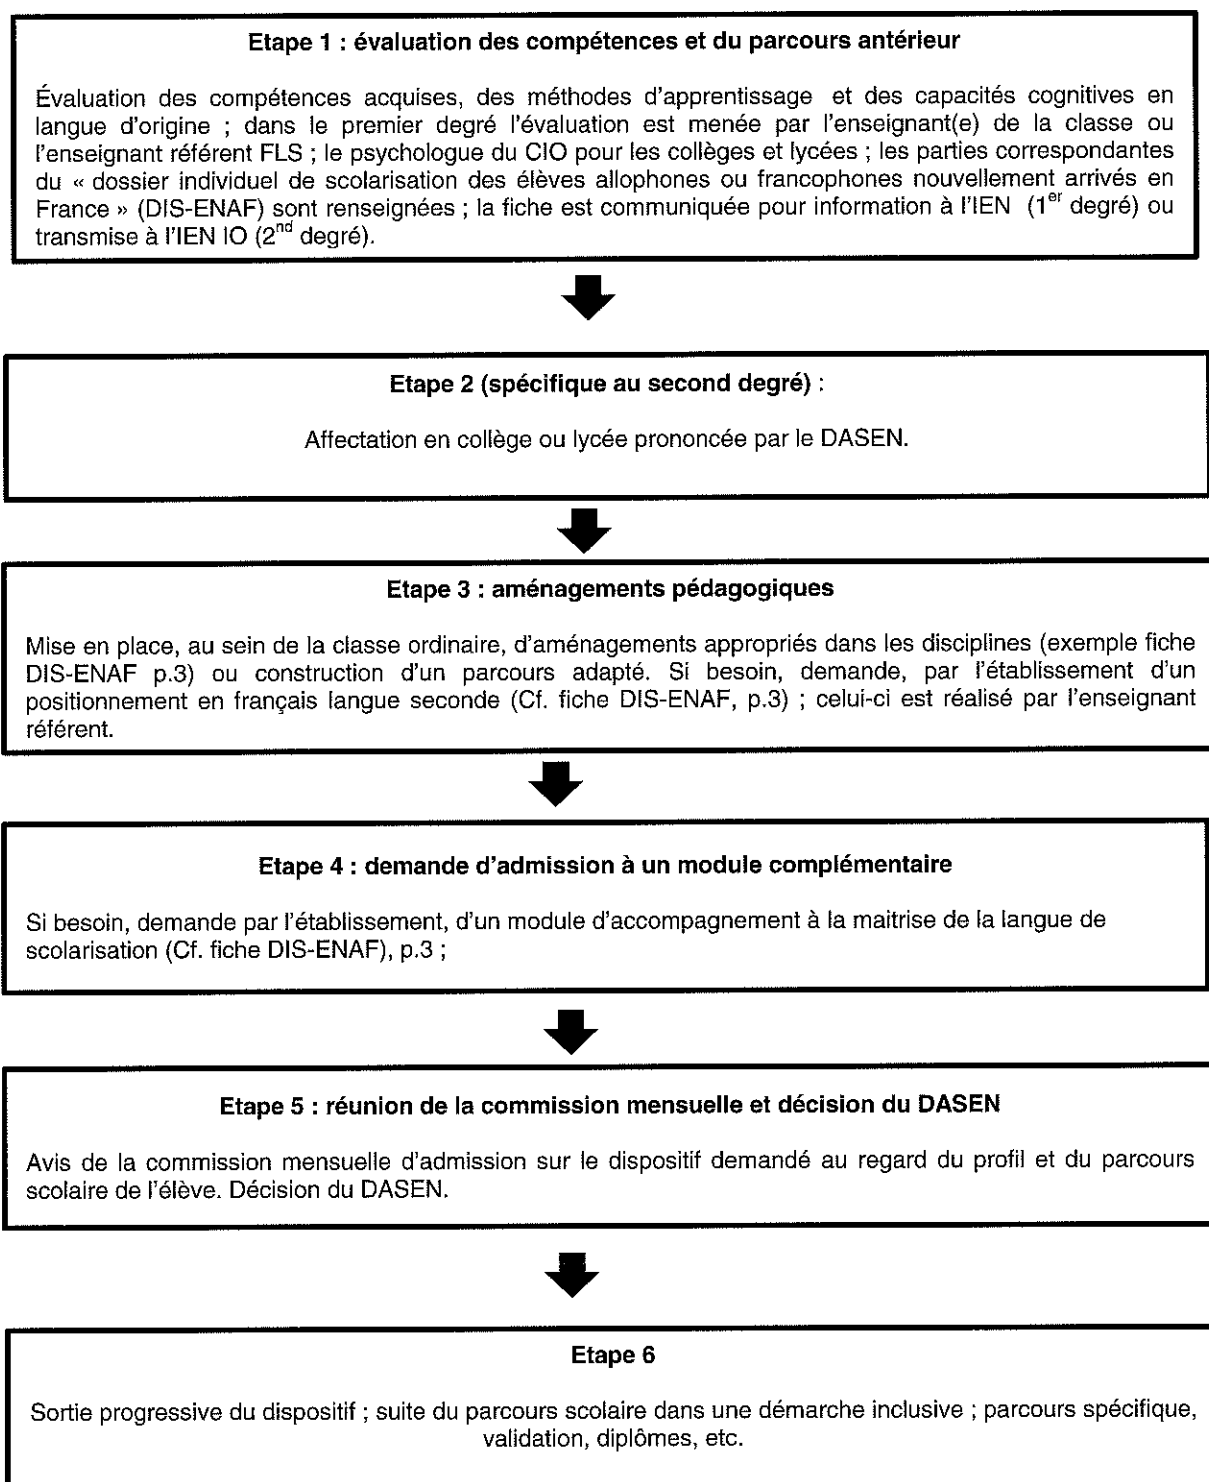 Etape 1 : évaluation des compétences et du parcours antérieur
Évaluation des compétences acquises, des méthodes d'apprentissage et des capacités cognitives en
langue d'origine ; dans le premier degré l'évaluation est menée par l'enseignant(e) de la classe ou
l'enseignant référent FLS ; le psychologue du CIO pour les collèges et lycées ; les parties correspondantes
du « dossier individuel de scolarisation des élèves allophones ou francophones nouvellement arrivés en
France » (DIS-ENAF) sont renseignées ; la fiche est communiquée pour information à l'IEN (1er degré) ou
transmise à l'IEN IO (2nd degré).
Etape 2 (spécifique au second degré) :
Affectation en collège ou lycée prononcée par le DASEN.
Etape 3 : aménagements pédagogiques
Mise en place, au sein de la classe ordinaire, d'aménagements appropriés dans les disciplines (exemple fiche
DIS-ENAF p.3) ou construction d'un parcours adapté. Si besoin, demande, par l'établissement d'un
positionnement en français langue seconde (Cf. fiche DIS-ENAF, p.3) ; celui-ci est réalisé par l'enseignant
référent.
Etape 4 : demande d'admission à un module complémentaire
Si besoin, demande par l'établissement, d'un module d'accompagnement à la maitrise de la langue de
scolarisation (Cf. fiche DIS-ENAF), p.3 ;
Etape 5 : réunion de la commission mensuelle et décision du DASEN
Avis de la commission mensuelle d'admission sur le dispositif demandé au regard du profil et du parcours
scolaire de l'élève. Décision du DASEN.
Etape 6
Sortie progressive du dispositif ; suite du parcours scolaire dans une démarche inclusive ; parcours spécifique,
validation, diplômes, etc.